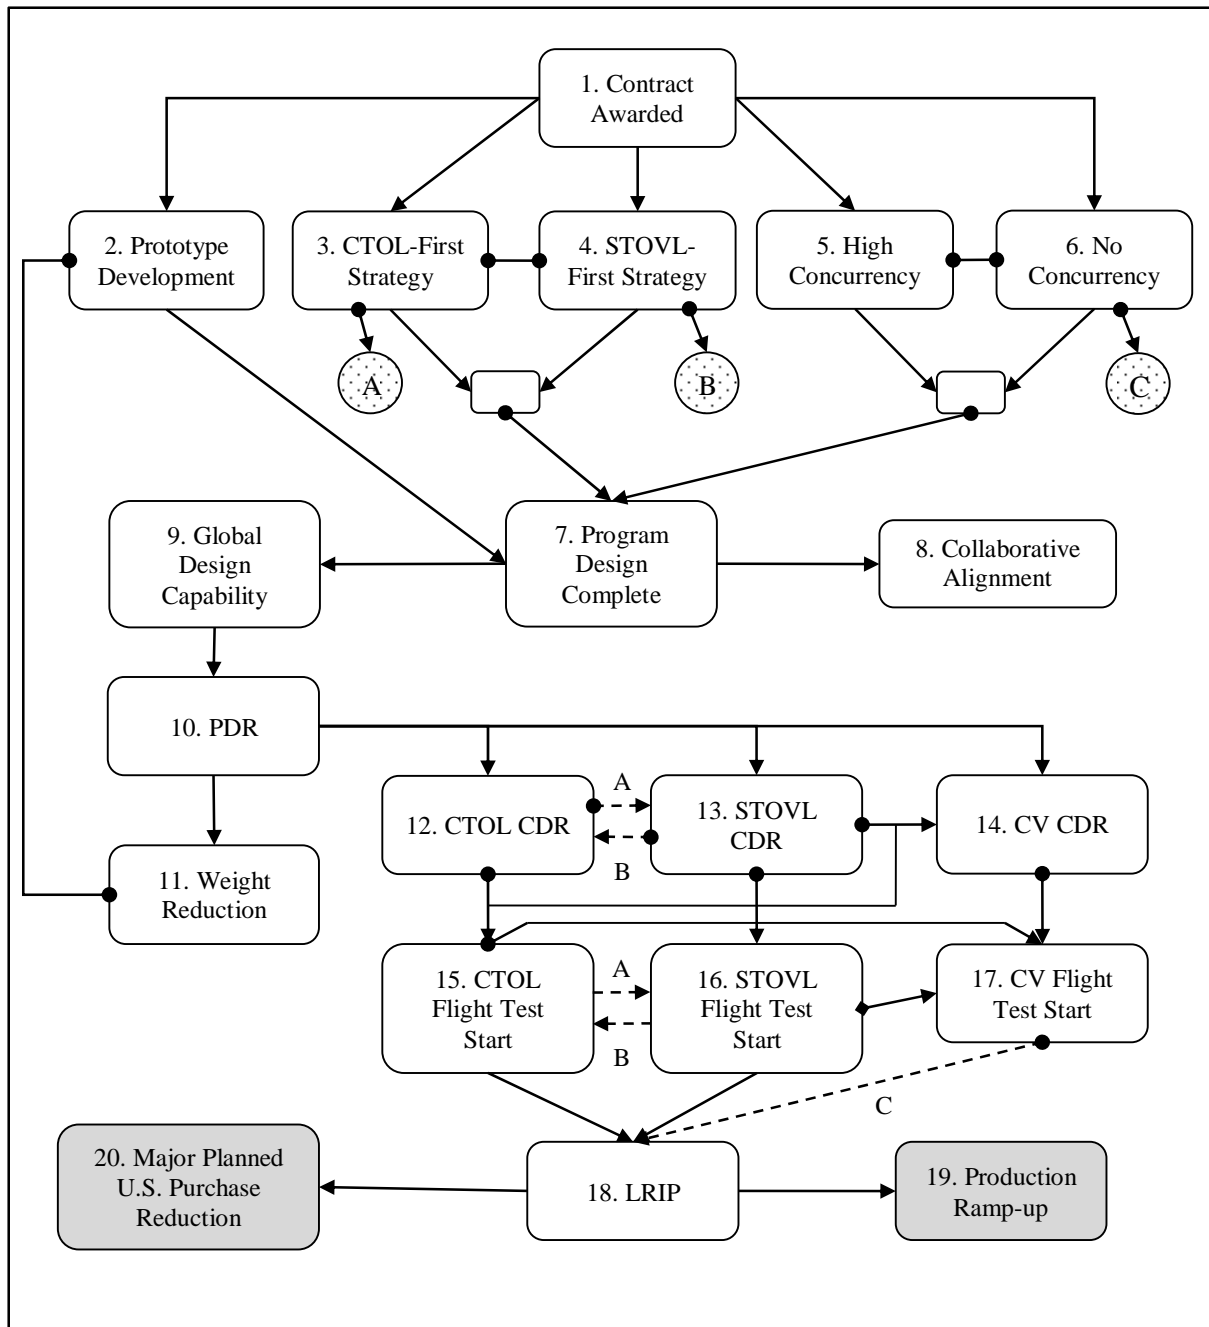 1. Contract
Awarded
2. Prototype
Development
3. CTOL-First
Strategy
4. STOVL-
First Strategy
5. High
Concurrency
6. No
Concurrency
A
B
C
9. Global
Design
Capability
7. Program
Design
Complete
8. Collaborative
Alignment
10. PDR
A
12. CTOL CDR
13. STOVL
CDR
14. CV CDR
B
11. Weight
Reduction
A
15. CTOL
Flight Test
Start
16. STOVL
Flight Test
Start
17. CV Flight
Test Start
B
C
20. Major Planned
U.S. Purchase
Reduction
18. LRIP
19. Production
Ramp-up